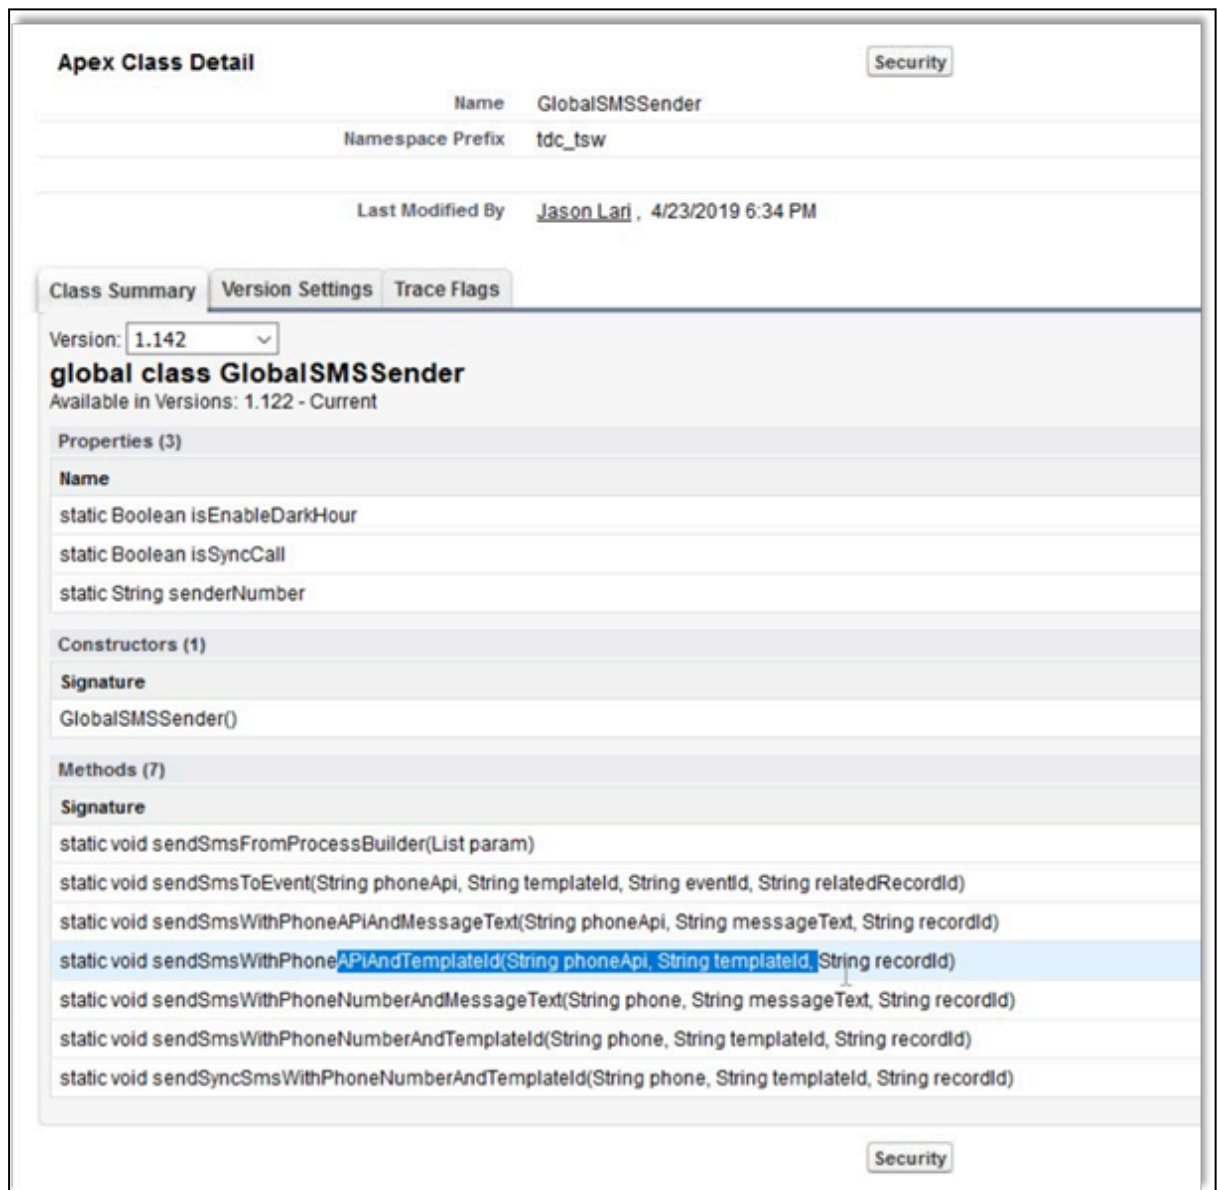 Apex Class Detail Security
Name GlobalSMSSender
Namespace Prefix tdc_tsw
Last Modified By Jason Lari , 4/23/2019 6:34 PM
Class Summary Version Settings Trace Flags
Version: 1.142
global class GlobalSMSSender
Available in Versions: 1.122 - Current
Properties (3)
Name
static Boolean isEnableDarkHour
static Boolean isSyncCall
static String senderNumber
Constructors (1)
Signature
GlobalSMSSender()
Methods (7)
Signature
static void sendSmsFromProcessBuilder(List param)
static void sendSmsToEvent(String phoneApi, String templateId, String eventId, String relatedRecordId)
static void sendSmsWithPhoneAPiAndMessageText(String phoneApi, String messageText, String recordId)
static void sendSmsWithPhoneAPiAndTemplateId(String phoneApi, String templateId, String recordId)
static void sendSmsWithPhoneNumberAndMessageText(String phone, String messageText, String recordId)
static void sendSmsWithPhoneNumberAndTemplateId(String phone, String templateId, String recordId)
static void sendSyncSmsWithPhoneNumberAndTemplateId(String phone, String templateId, String recordId)
Security